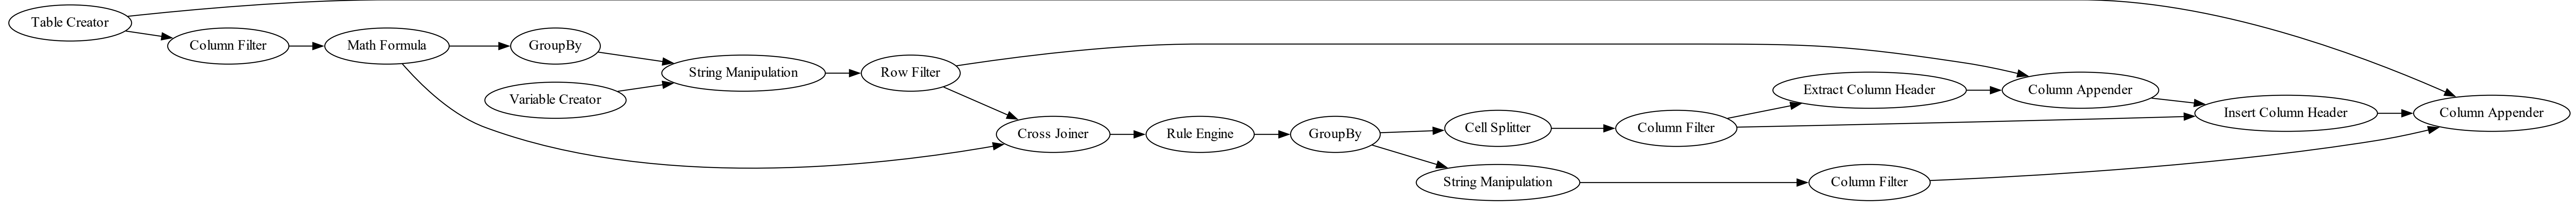 Table Creator
Column Filter
Math Formula
GroupBy
Variable Creator
String Manipulation
Row Filter
Cross Joiner
Rule Engine
GroupBy
Cell Splitter
String Manipulation
Column Filter
Extract Column Header
Column Filter
Column Appender
Insert Column Header
Column Appender